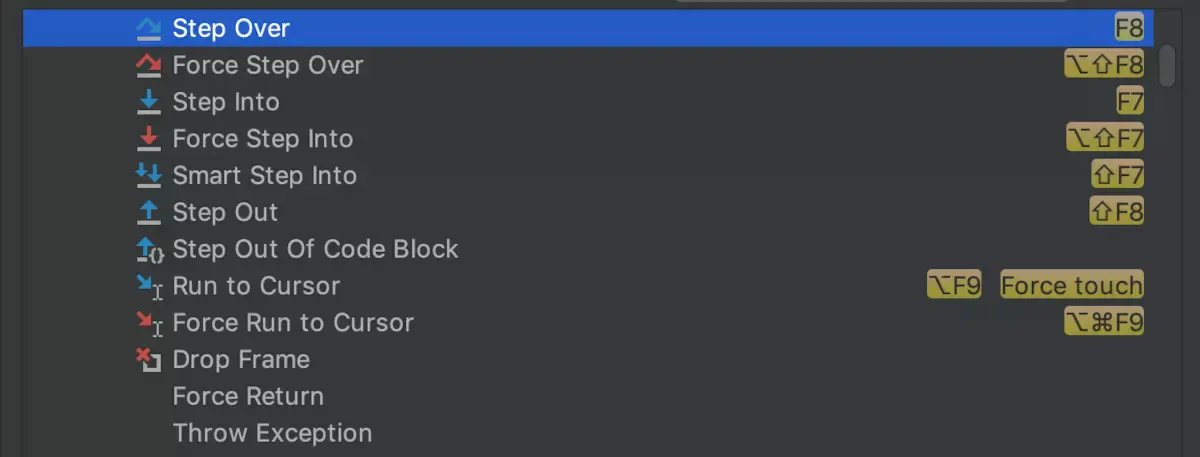 Step Over F8
Force Step Over ⌥⇧F8
Step Into F7
Force Step Into ⌥⇧F7
Smart Step Into ⇧F7
Step Out ⇧F8
Step Out Of Code Block
Run to Cursor ⌥F9 Force touch
Force Run to Cursor ⌥⌘F9
Drop Frame
Force Return
Throw Exception